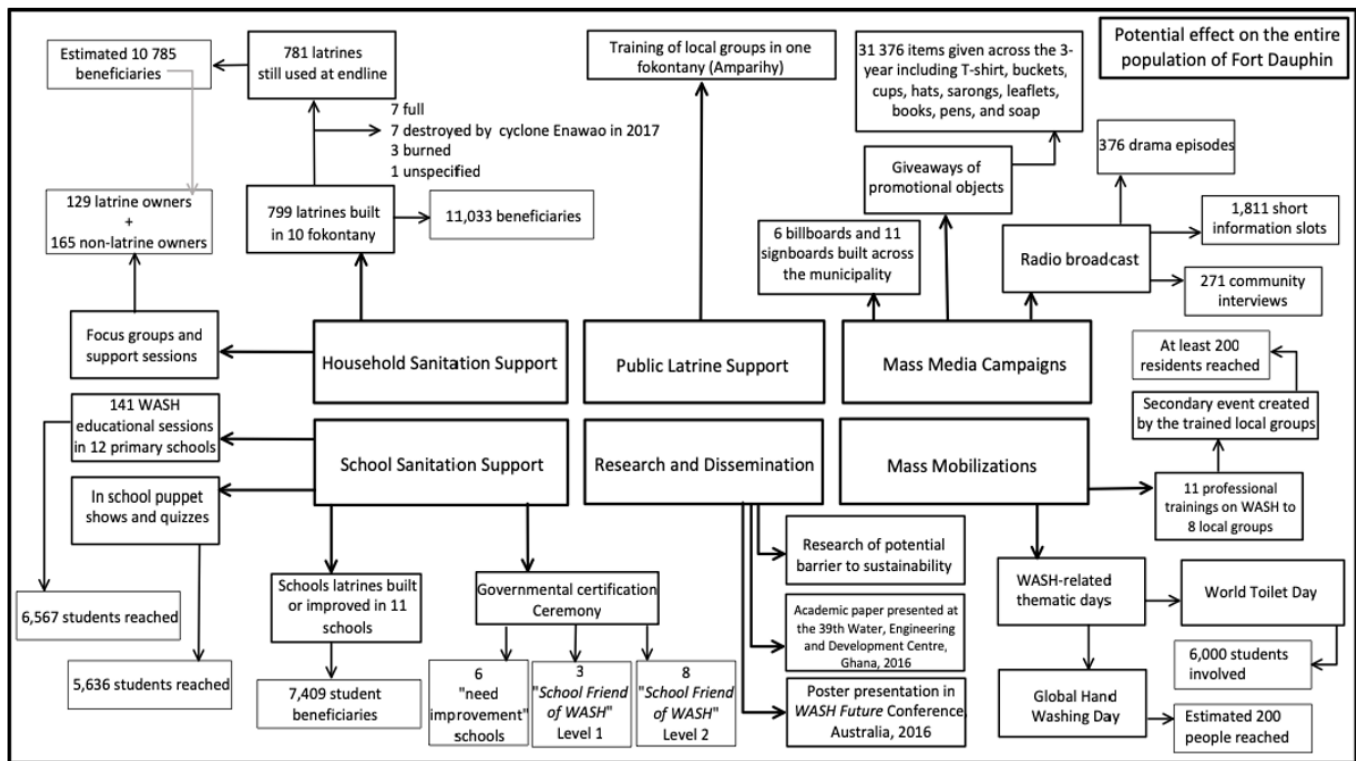 Estimated 10 785
beneficiaries
781 latrines
still used at endline
7 full
7 destroyed by cyclone Enawao in 2017
3 burned
1 unspecified
129 latrine owners
+
165 non-latrine owners
799 latrines built
in 10 fokontany
11,033 beneficiaries
Focus groups and
support sessions
Household Sanitation Support
Training of local groups in one
fokontany (Amparihy)
Public Latrine Support
31 376 items given across the 3-
year including T-shirt, buckets,
cups, hats, sarongs, leaflets,
books, pens, and soap
Potential effect on the entire
population of Fort Dauphin
Giveaways of
promotional objects
376 drama episodes
6 billboards and 11
signboards built across
the municipality
Radio broadcast
1,811 short
information slots
271 community
interviews
Mass Media Campaigns
At least 200
residents reached
141 WASH
educational sessions
in 12 primary schools
School Sanitation Support
In school puppet
shows and quizzes
6,567 students reached
5,636 students reached
Schools latrines built
or improved in 11
schools
7,409 student
beneficiaries
Governmental certification
Ceremony
6
"need
improvement"
schools
3
"School Friend
of WASH"
Level 1
8
"School Friend
of WASH"
Level 2
Research and Dissemination
Research of potential
barrier to sustainability
Academic paper presented at
the 39th Water, Engineering
and Development Centre,
Ghana, 2016
Poster presentation in
WASH Future Conference,
Australia, 2016
Mass Mobilizations
Secondary event created
by the trained local groups
11 professional
trainings on WASH to
8 local groups
WASH-related
thematic days
World Toilet Day
6,000 students
involved
Global Hand
Washing Day
Estimated 200
people reached